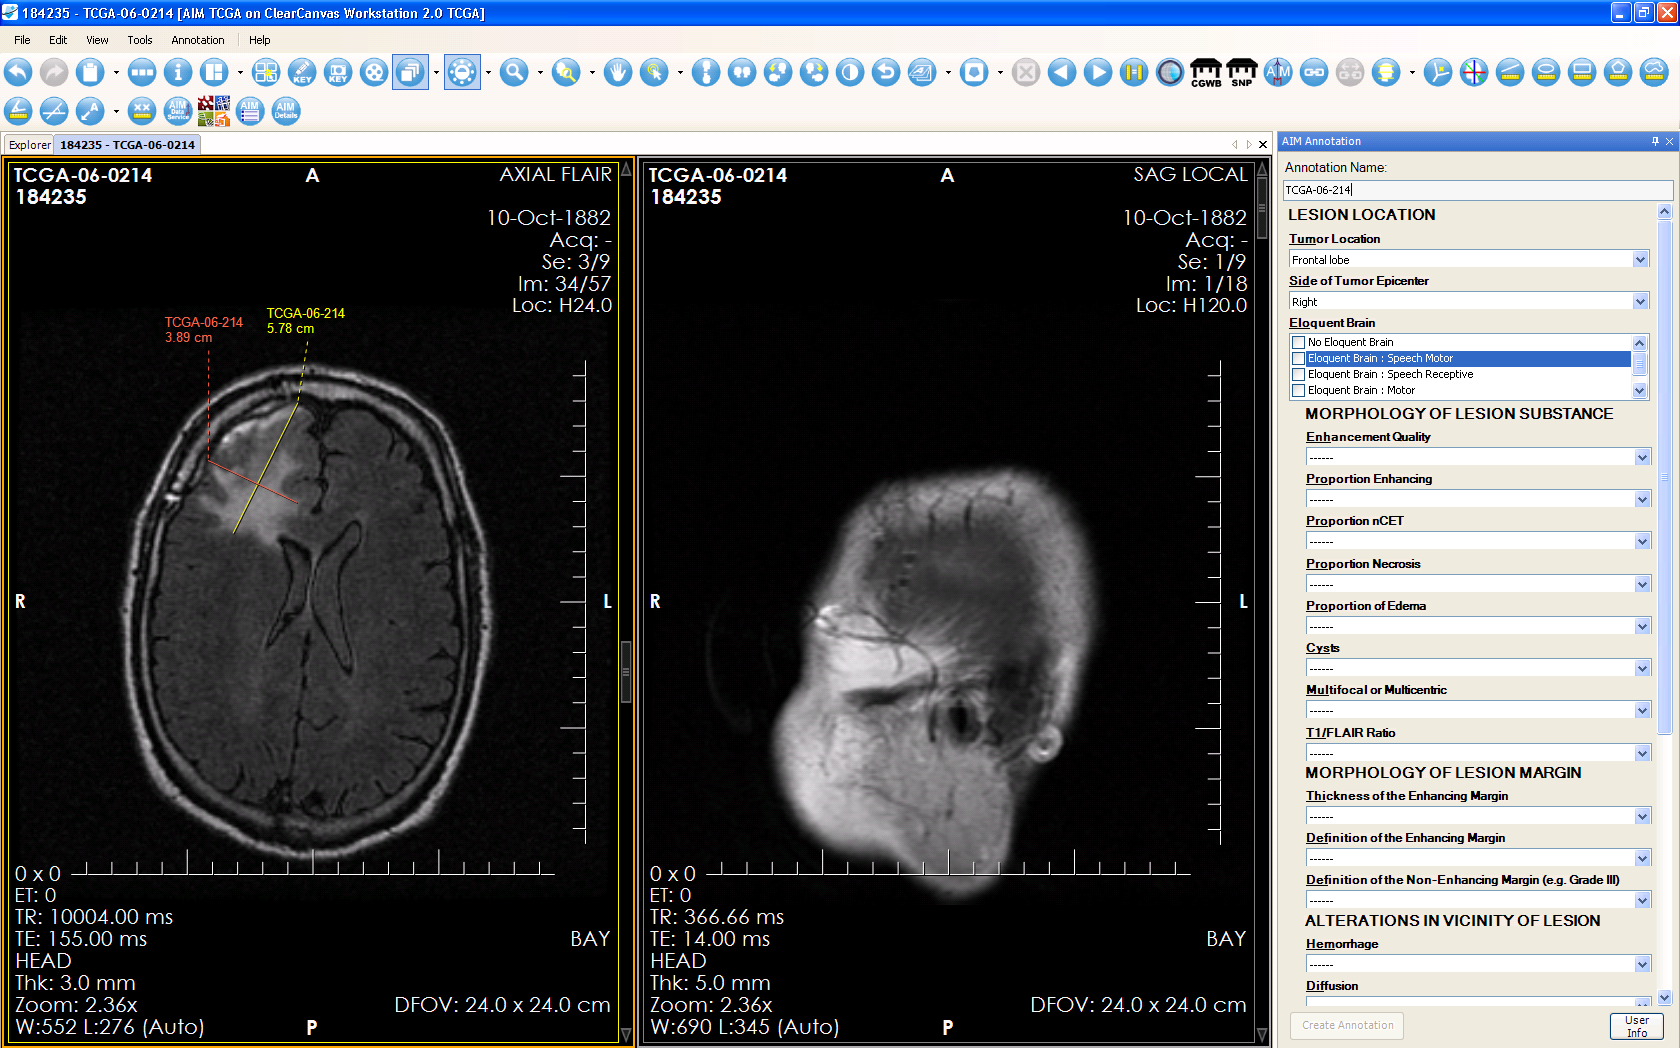 184235 - TCGA-06-0214 [AIM TCGA on ClearCanvas Workstation 2.0 TCGA]
File Edit View Tools Annotation Help
KEY KEY CGWB SNP AIM
AIM Data Service AIM AIM Details
Explorer 184235 - TCGA-06-0214
TCGA-06-0214 A AXIAL FLAIR
184235
10-Oct-1882
Acq: -
Se: 3/9
Im: 34/57
Loc: H24.0
TCGA-06-214
3.89 cm
TCGA-06-214
5.78 cm
R L
0 x 0
ET: 0
TR: 10004.00 ms
TE: 155.00 ms BAY
HEAD
Thk: 3.0 mm
Zoom: 2.36x DFOV: 24.0 x 24.0 cm
W:552 L:276 (Auto) P
TCGA-06-0214 A SAG LOCAL
184235
10-Oct-1882
Acq: -
Se: 1/9
Im: 1/18
Loc: H120.0
R L
0 x 0
ET: 0
TR: 366.66 ms
TE: 14.00 ms BAY
HEAD
Thk: 5.0 mm
Zoom: 2.36x DFOV: 24.0 x 24.0 cm
W:690 L:345 (Auto) P
AIM Annotation
Annotation Name:
TCGA-06-214
LESION LOCATION
Tumor Location
Frontal lobe
Side of Tumor Epicenter
Right
Eloquent Brain
No Eloquent Brain
Eloquent Brain : Speech Motor
Eloquent Brain : Speech Receptive
Eloquent Brain : Motor
MORPHOLOGY OF LESION SUBSTANCE
Enhancement Quality
------
Proportion Enhancing
------
Proportion nCET
------
Proportion Necrosis
------
Proportion of Edema
------
Cysts
------
Multifocal or Multicentric
------
T1/FLAIR Ratio
------
MORPHOLOGY OF LESION MARGIN
Thickness of the Enhancing Margin
------
Definition of the Enhancing Margin
------
Definition of the Non-Enhancing Margin (e.g. Grade III)
------
ALTERATIONS IN VICINITY OF LESION
Hemorrhage
------
Diffusion
Create Annotation
User Info